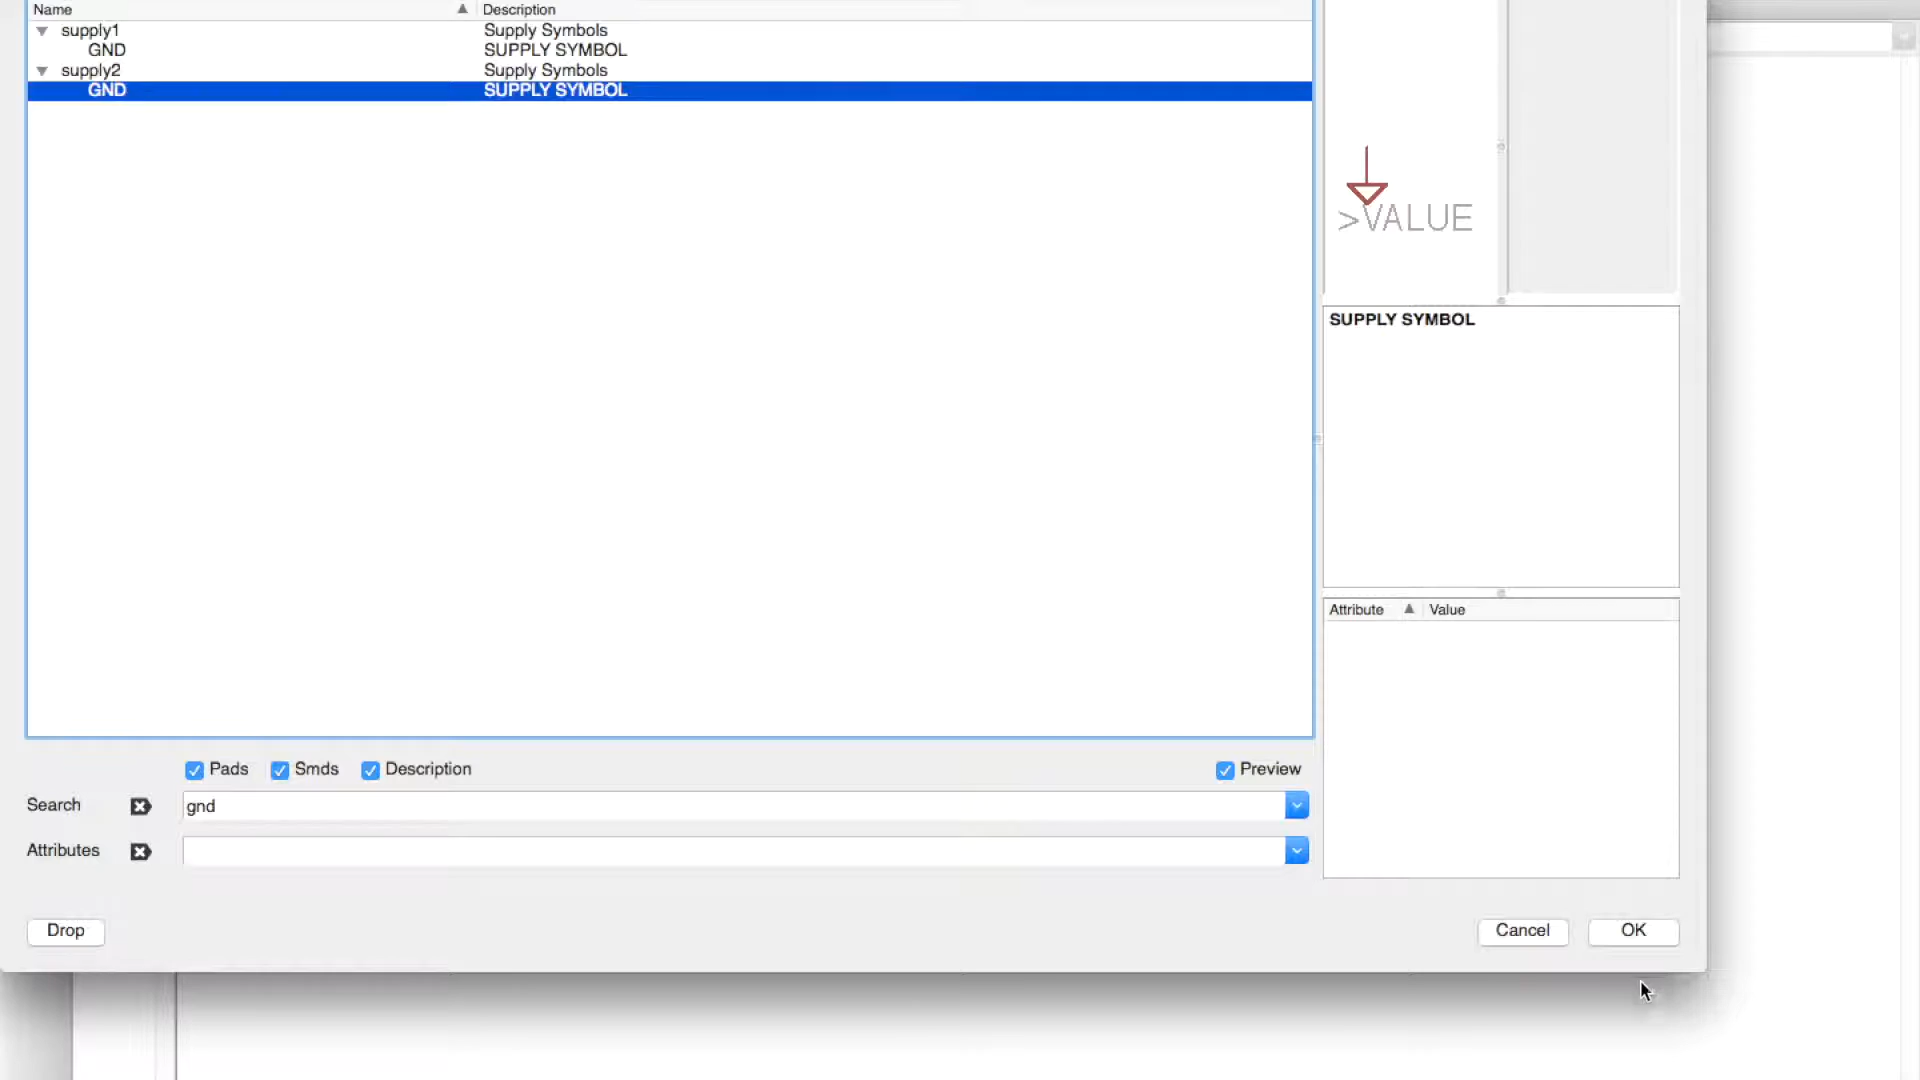 Name Description
supply1 Supply Symbols
GND SUPPLY SYMBOL
supply2 Supply Symbols
GND SUPPLY SYMBOL
>VALUE
SUPPLY SYMBOL
Attribute Value
Pads Smds Description Preview
Search gnd
Attributes
Drop Cancel OK